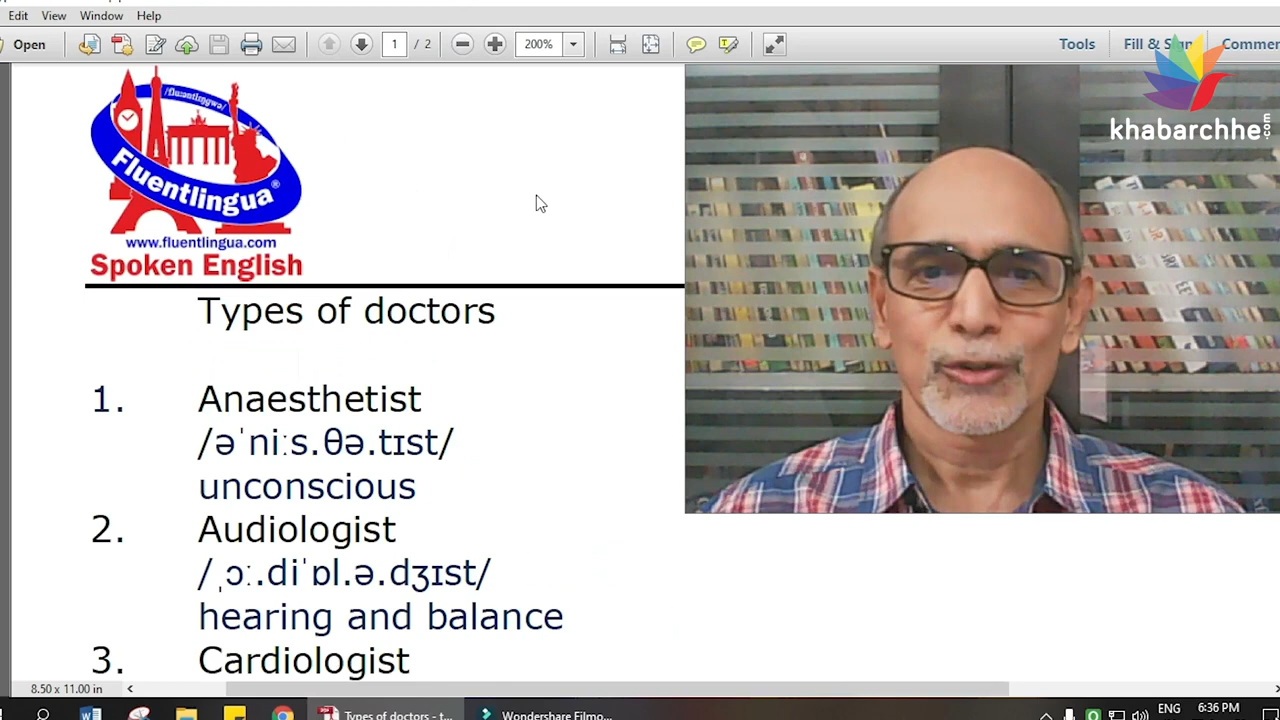 Edit View Window Help
Open 1 / 2 200% Tools Fill & Sign Commen
khabarchhe.com
/fluːəntlɪŋɡwə/
Fluentlingua®
www.fluentlingua.com
Spoken English
Types of doctors
1. Anaesthetist
/əˈniːs.θə.tɪst/
unconscious
2. Audiologist
/ˌɔː.diˈɒl.ə.dʒɪst/
hearing and balance
3. Cardiologist
8.50 x 11.00 in
Types of doctors - t... Wondershare Filmo... ENG 6:36 PM